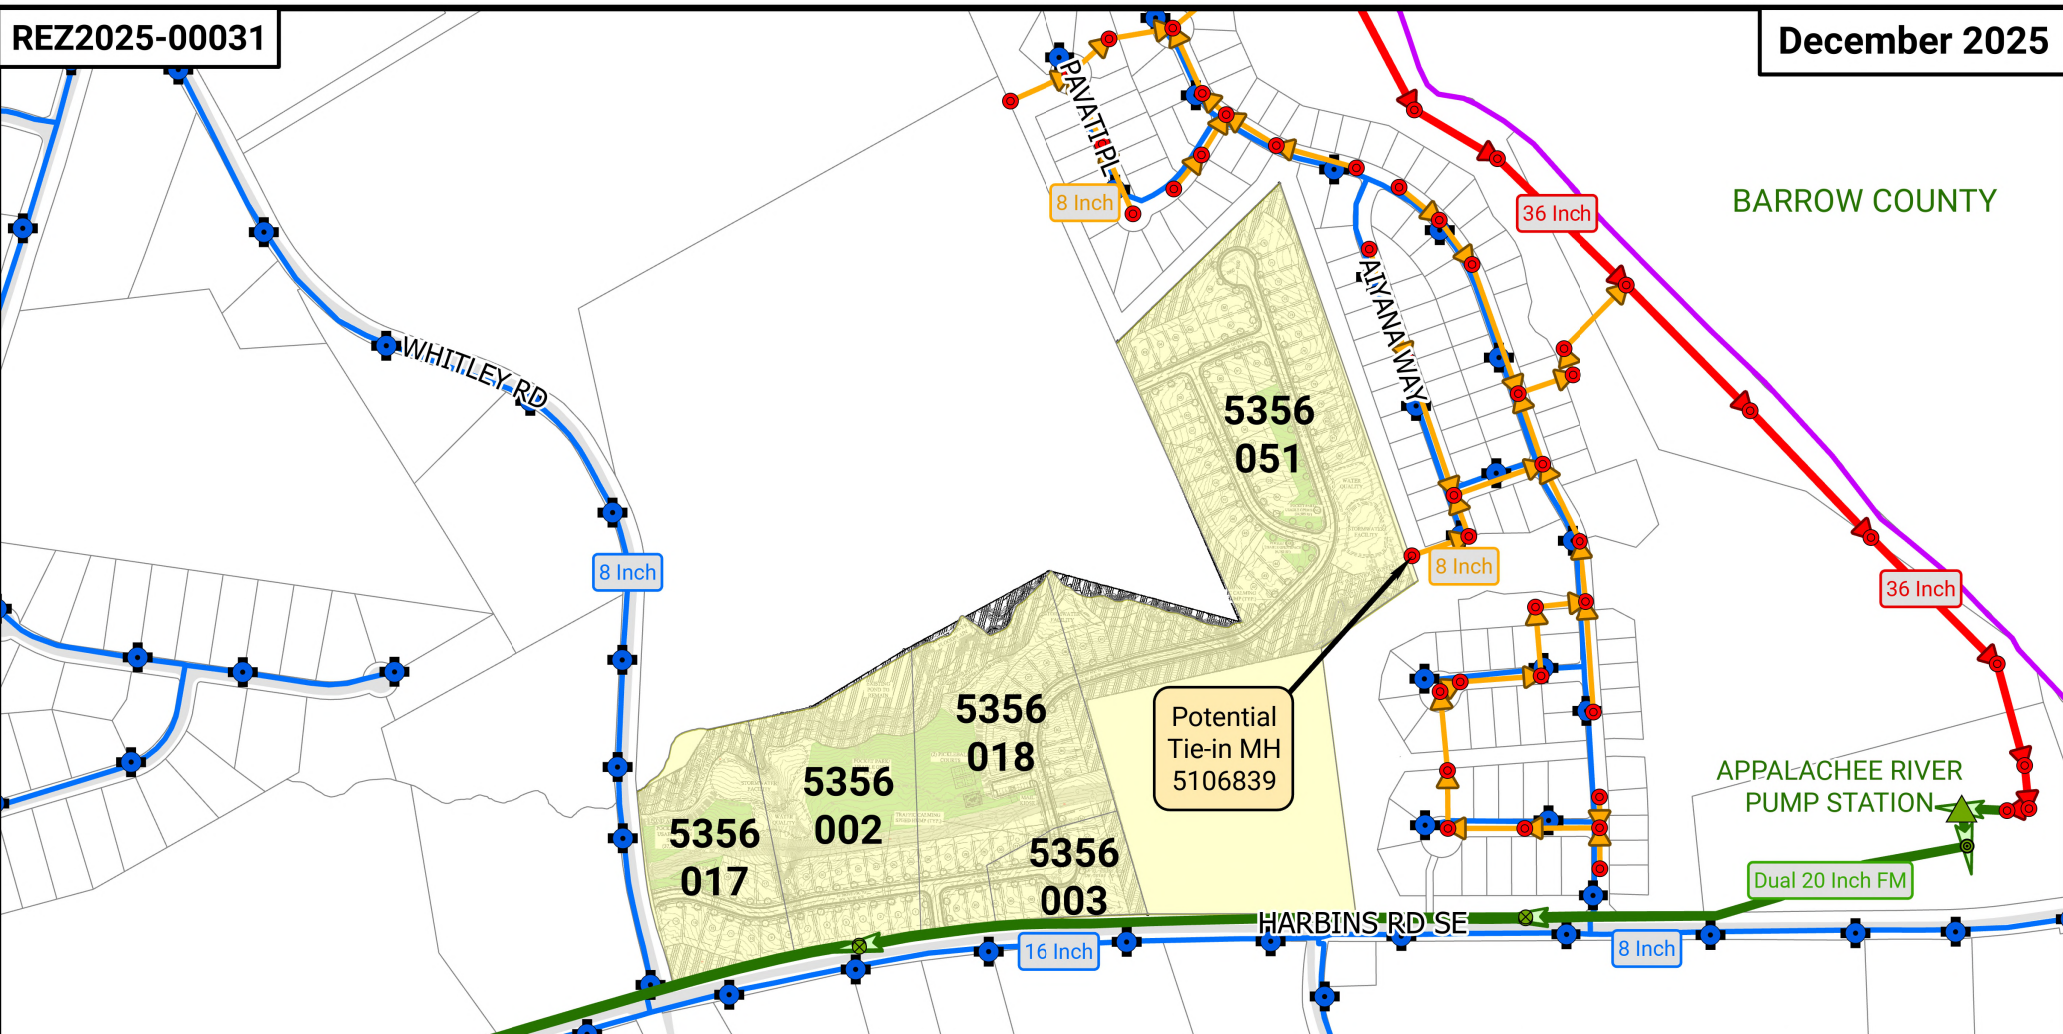 REZ2025-00031
December 2025
PAVATI PL
8 Inch
36 Inch
BARROW COUNTY
AIYANA WAY
WHITLEY RD
5356
051
8 Inch
8 Inch
36 Inch
5356
018
Potential
Tie-in MH
5106839
5356
002
5356
017
5356
003
APPALACHEE RIVER
PUMP STATION
Dual 20 Inch FM
HARBINS RD SE
16 Inch
8 Inch